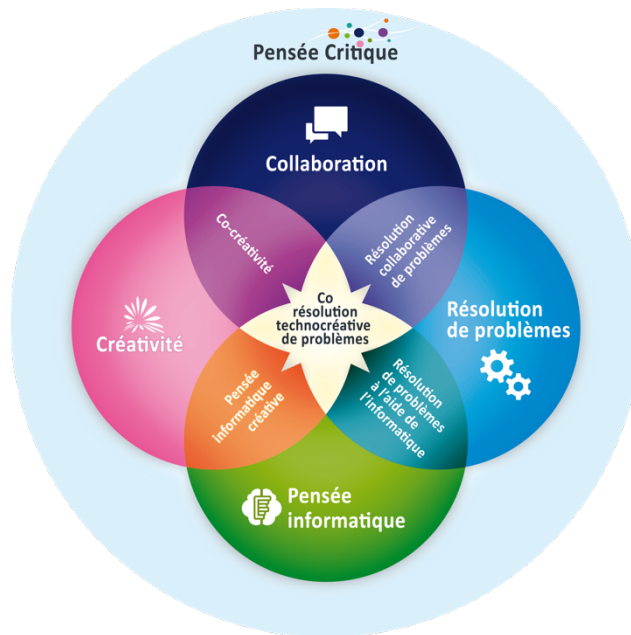 Pensée Critique
Collaboration
Co-créativité
Résolution
collaborative
de problèmes
Créativité
Co
résolution
technocréative
de problèmes
Résolution
de problèmes
Pensée
informatique
créative
Résolution
de problèmes
à l'aide de
l'informatique
Pensée
informatique